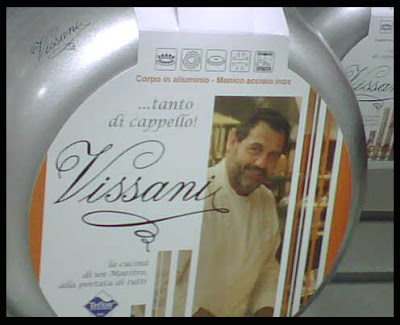 Vissani
Corpo in alluminio - Manico acciaio inox
...tanto
di cappello!
Vissani
la cucina
di un Maestro,
alla portata di tutti
Teflon
Vissani